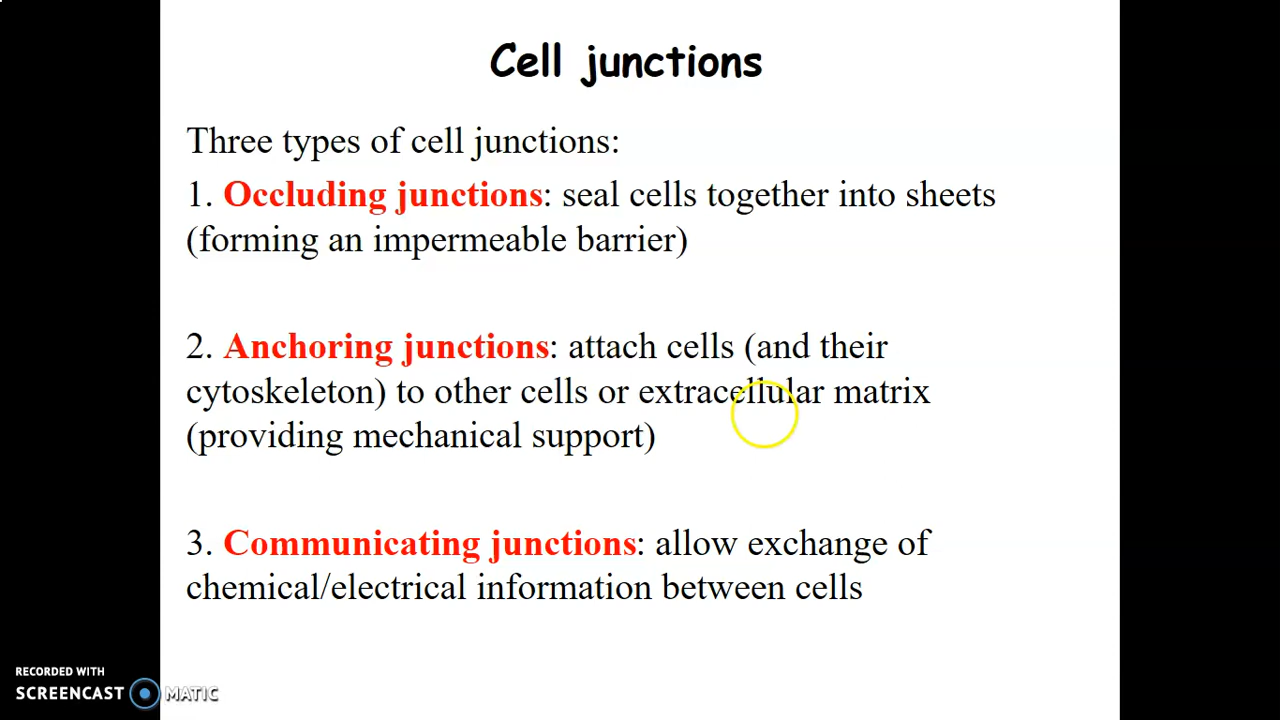 Cell junctions
Three types of cell junctions:
1. Occluding junctions: seal cells together into sheets
(forming an impermeable barrier)
2. Anchoring junctions: attach cells (and their
cytoskeleton) to other cells or extracellular matrix
(providing mechanical support)
3. Communicating junctions: allow exchange of
chemical/electrical information between cells
RECORDED WITH
SCREENCAST MATIC